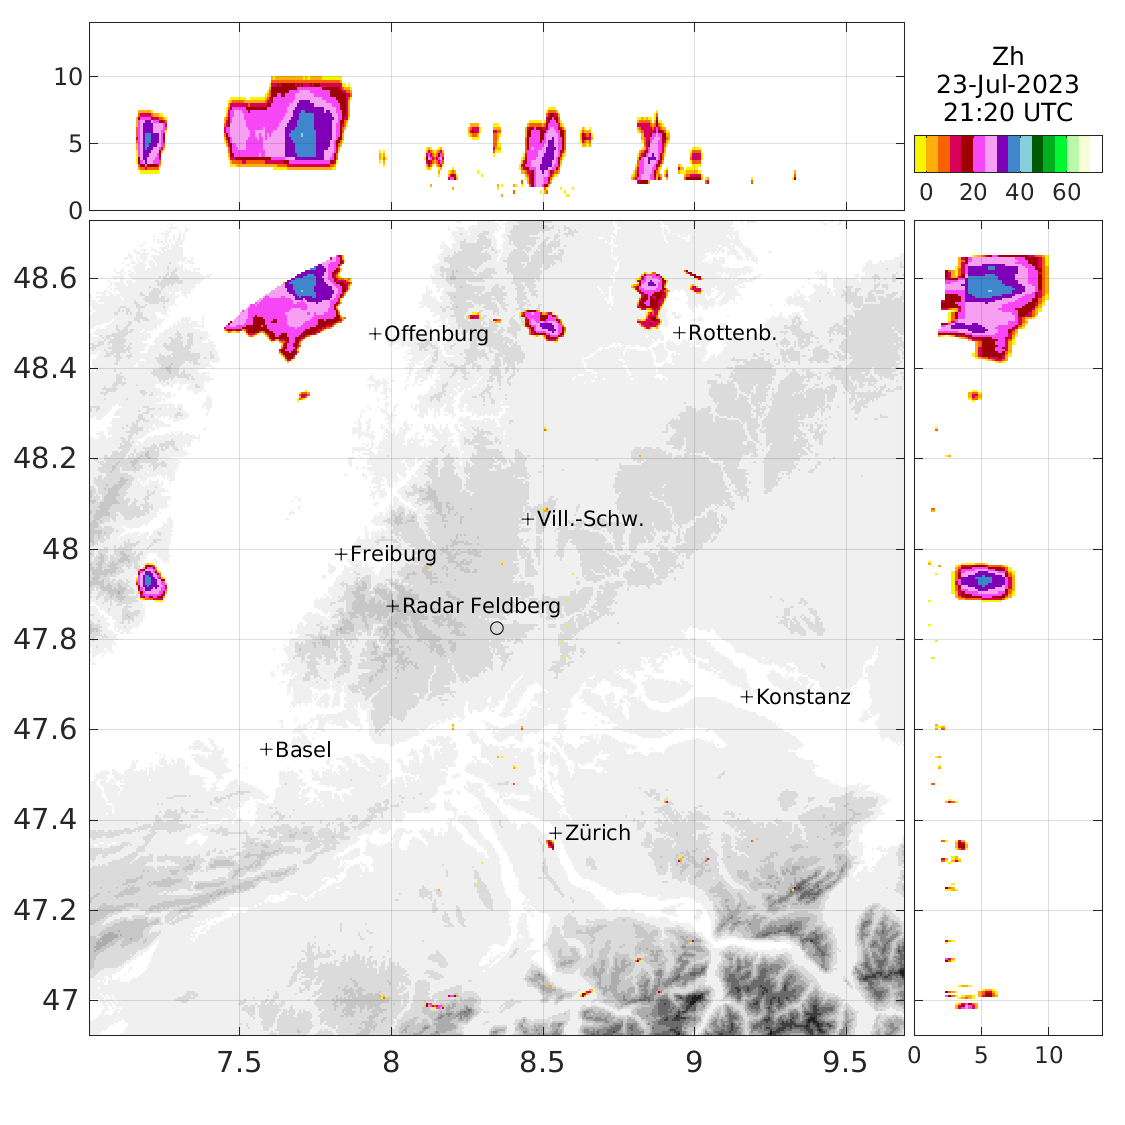 10
5
0
Zh
23-Jul-2023
21:20 UTC
0 20 40 60
48.6
48.4
48.2
48
47.8
47.6
47.4
47.2
47
+Offenburg
+Rottenb.
+Vill.-Schw.
+Freiburg
+Radar Feldberg
+Konstanz
+Basel
+Zürich
7.5 8 8.5 9 9.5
0 5 10